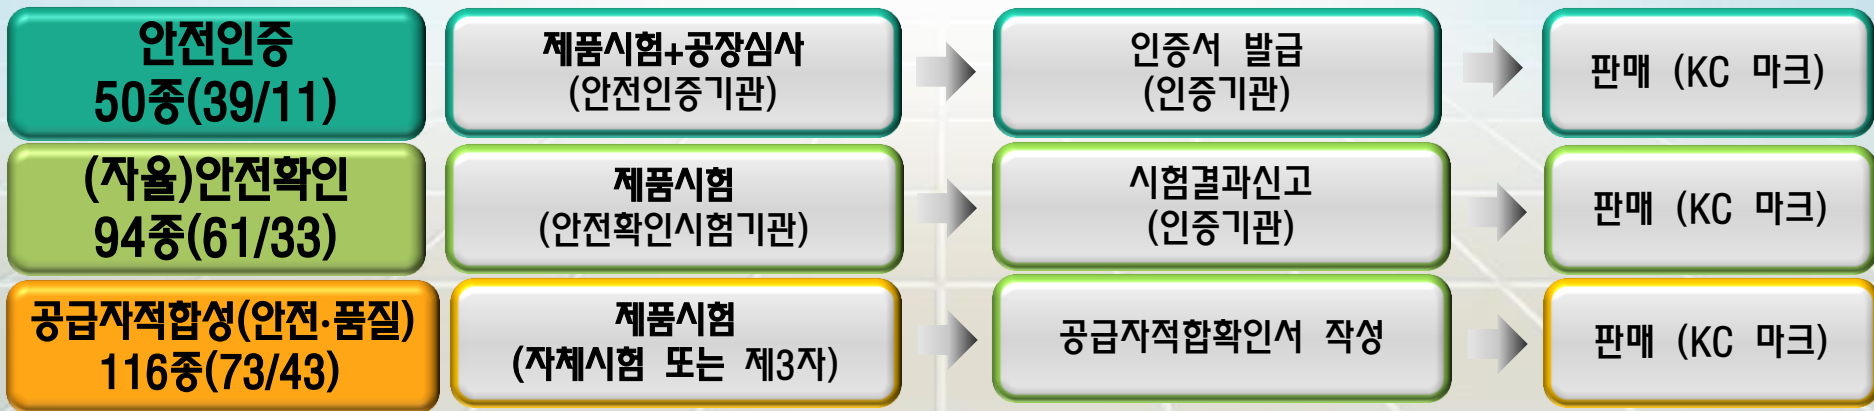 안전인증
50종(39/11)
제품시험+공장심사
(안전인증기관)
인증서 발급
(인증기관)
판매 (KC 마크)
(자율)안전확인
94종(61/33)
제품시험
(안전확인시험기관)
시험결과신고
(인증기관)
판매 (KC 마크)
공급자적합성(안전·품질)
116종(73/43)
제품시험
(자체시험 또는 제3자)
공급자적합확인서 작성
판매 (KC 마크)